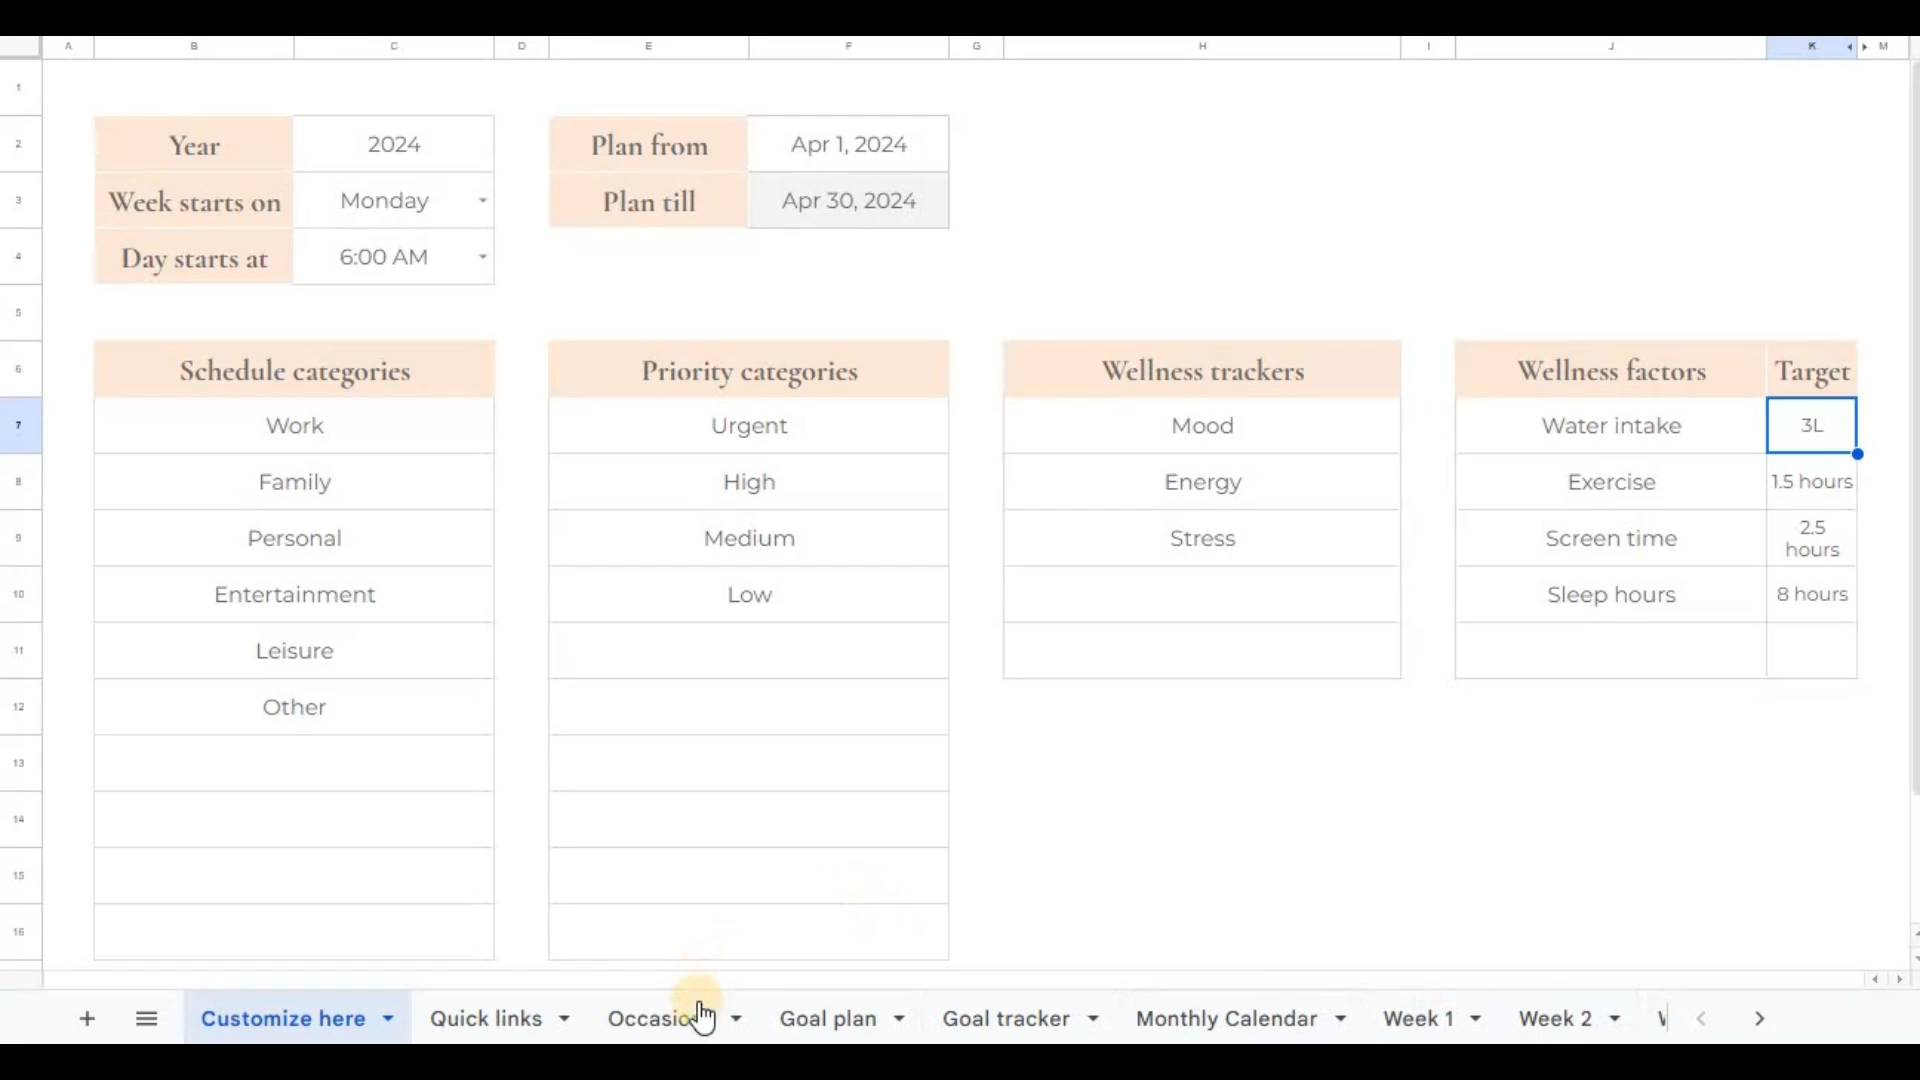 A B C D E F G H I J K M
1
2 Year 2024 Plan from Apr 1, 2024
3 Week starts on Monday Plan till Apr 30, 2024
4 Day starts at 6:00 AM
5
6 Schedule categories Priority categories Wellness trackers Wellness factors Target
7 Work Urgent Mood Water intake 3L
8 Family High Energy Exercise 1.5 hours
9 Personal Medium Stress Screen time 2.5
hours
10 Entertainment Low Sleep hours 8 hours
11 Leisure
12 Other
13
14
15
16
Customize here Quick links Goal plan Goal tracker Monthly Calendar Week 1 Week 2